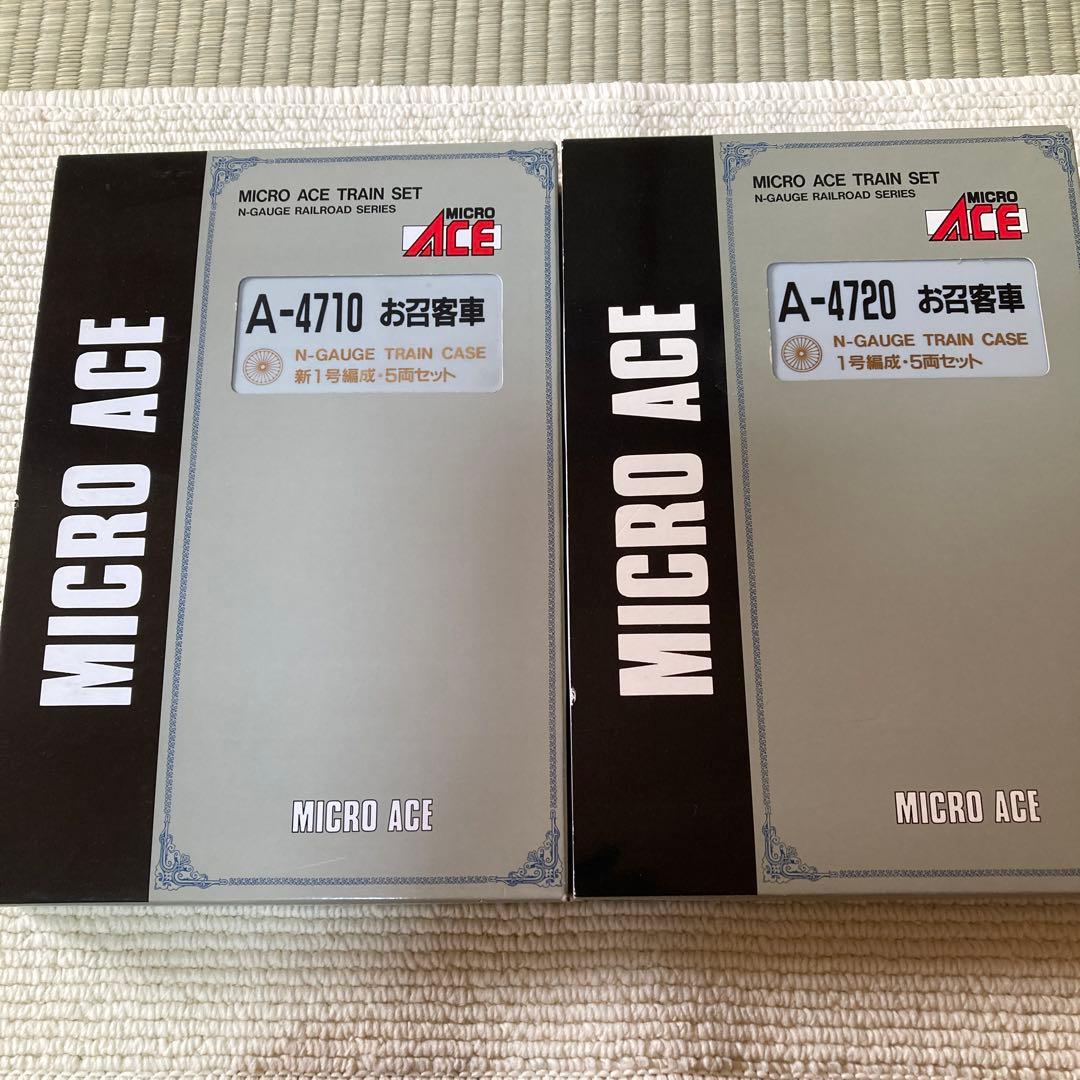 MICRO ACE
MICRO ACE TRAIN SET
N-GAUGE RAILROAD SERIES
MICRO
ACE
A-4710 お召客車
N-GAUGE TRAIN CASE
新1号編成・5両セット
MICRO ACE
MICRO ACE
MICRO ACE TRAIN SET
N-GAUGE RAILROAD SERIES
MICRO
ACE
A-4720 お召客車
N-GAUGE TRAIN CASE
1号編成・5両セット
MICRO ACE